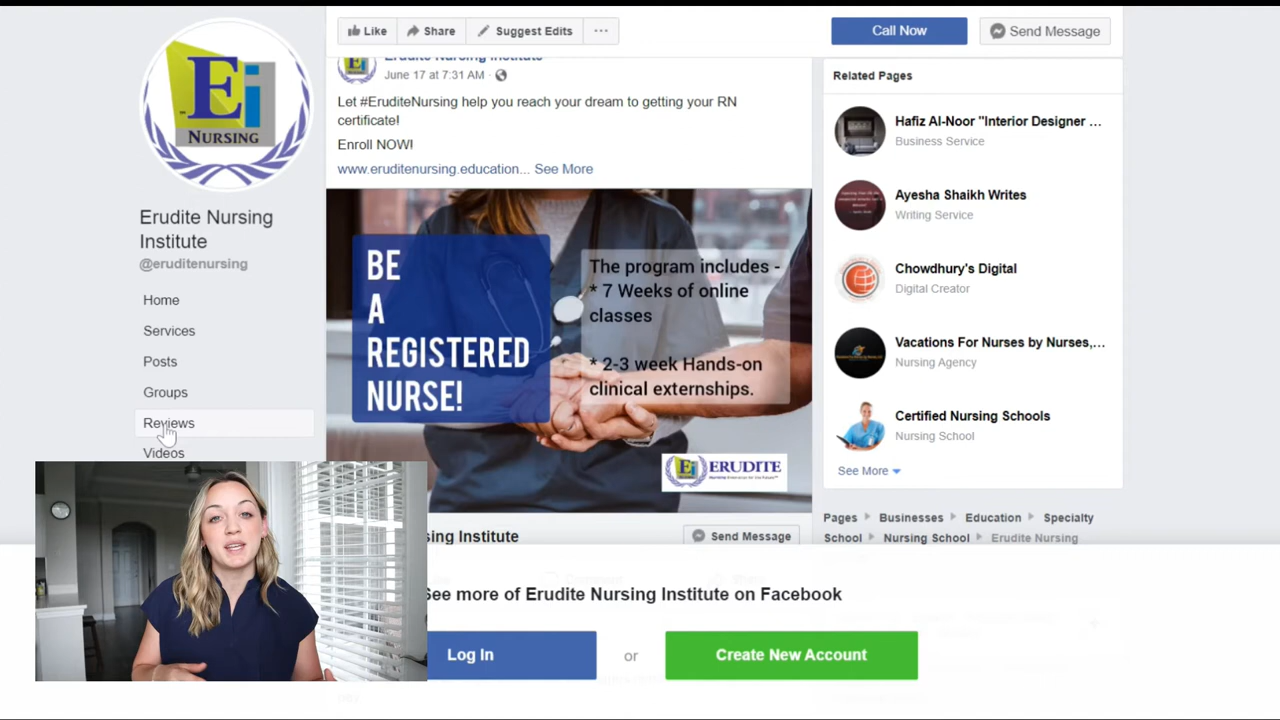 Like
Share
Suggest Edits
...
Call Now
Send Message
Ei
NURSING
Erudite Nursing
Institute
@eruditenursing
Home
Services
Posts
Groups
Reviews
Videos
Erudite Nursing Institute
June 17 at 7:31 AM ·
Let #EruditeNursing help you reach your dream to getting your RN
certificate!
Enroll NOW!
www.eruditenursing.education... See More
BE
A
REGISTERED
NURSE!
The program includes -
* 7 Weeks of online
classes
* 2-3 week Hands-on
clinical externships.
Ei ERUDITE
sing Institute
Send Message
Related Pages
Hafiz Al-Noor "Interior Designer ...
Business Service
Ayesha Shaikh Writes
Writing Service
Chowdhury's Digital
Digital Creator
Vacations For Nurses by Nurses,...
Nursing Agency
Certified Nursing Schools
Nursing School
See More
Pages Businesses Education Specialty
School Nursing School Erudite Nursing
See more of Erudite Nursing Institute on Facebook
Log In
or
Create New Account